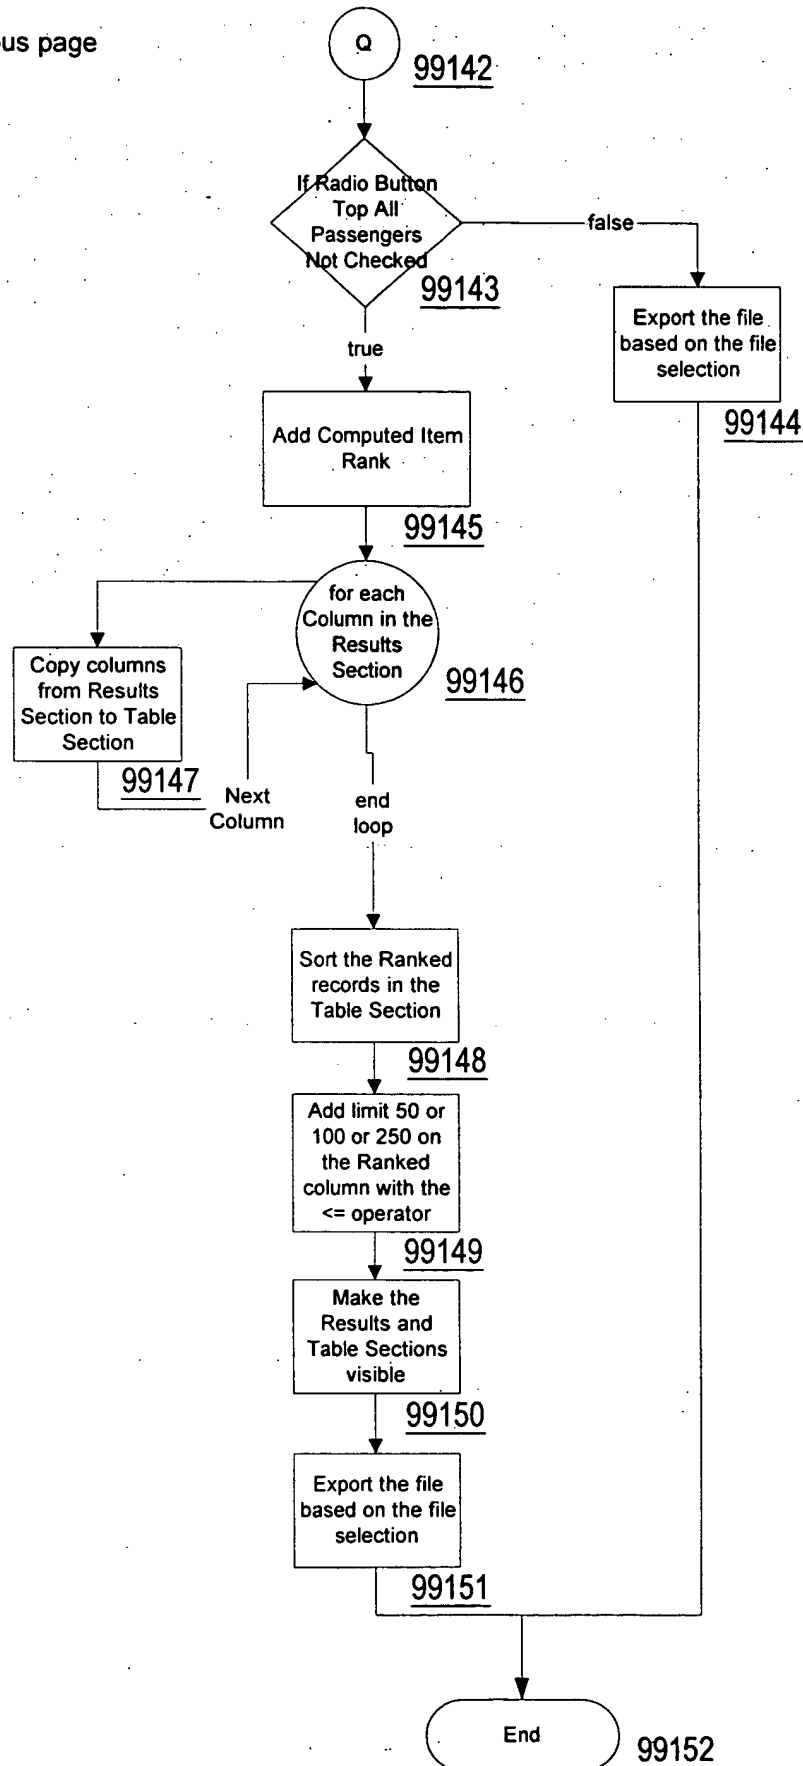 us page
Q
99142
If Radio Button
Top All
Passengers
Not Checked
99143
false
Export the file
based on the file
selection
99144
true
Add Computed Item
Rank
99145
for each
Column in the
Results
Section
99146
Copy columns
from Results
Section to Table
Section
99147
Next
Column
end
loop
Sort the Ranked
records in the
Table Section
99148
Add limit 50 or
100 or 250 on
the Ranked
column with the
<= operator
99149
Make the
Results and
Table Sections
visible
99150
Export the file
based on the file
selection
99151
End
99152